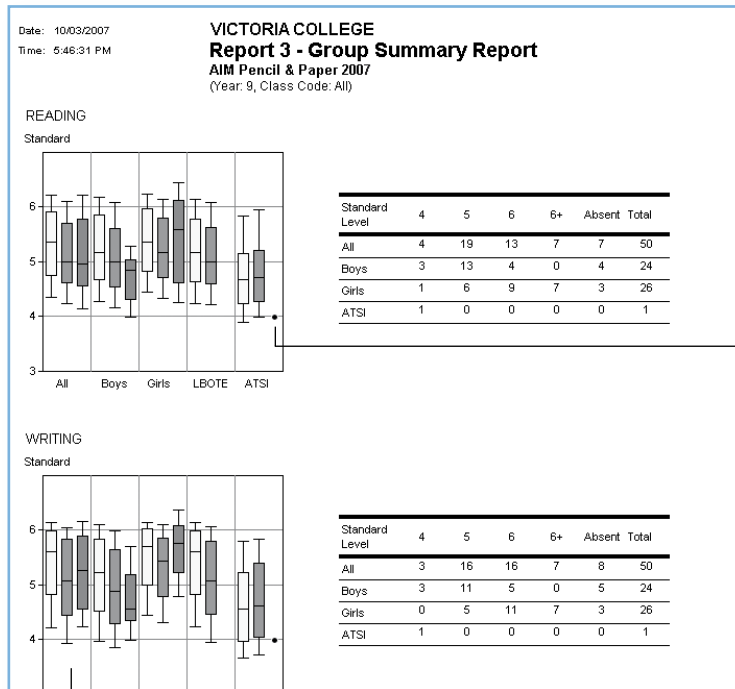 Date: 10/03/2007
Time: 5:46:31 PM
VICTORIA COLLEGE
Report 3 - Group Summary Report
AIM Pencil & Paper 2007
(Year: 9, Class Code: All)
READING
Standard
6
5
4
3
All Boys Girls LBOTE ATSI
Standard Level 4 5 6 6+ Absent Total
All 4 19 13 7 7 50
Boys 3 13 4 0 4 24
Girls 1 6 9 7 3 26
ATSI 1 0 0 0 0 1
WRITING
Standard
6
5
4
Standard Level 4 5 6 6+ Absent Total
All 3 16 16 7 8 50
Boys 3 11 5 0 5 24
Girls 0 5 11 7 3 26
ATSI 1 0 0 0 0 1